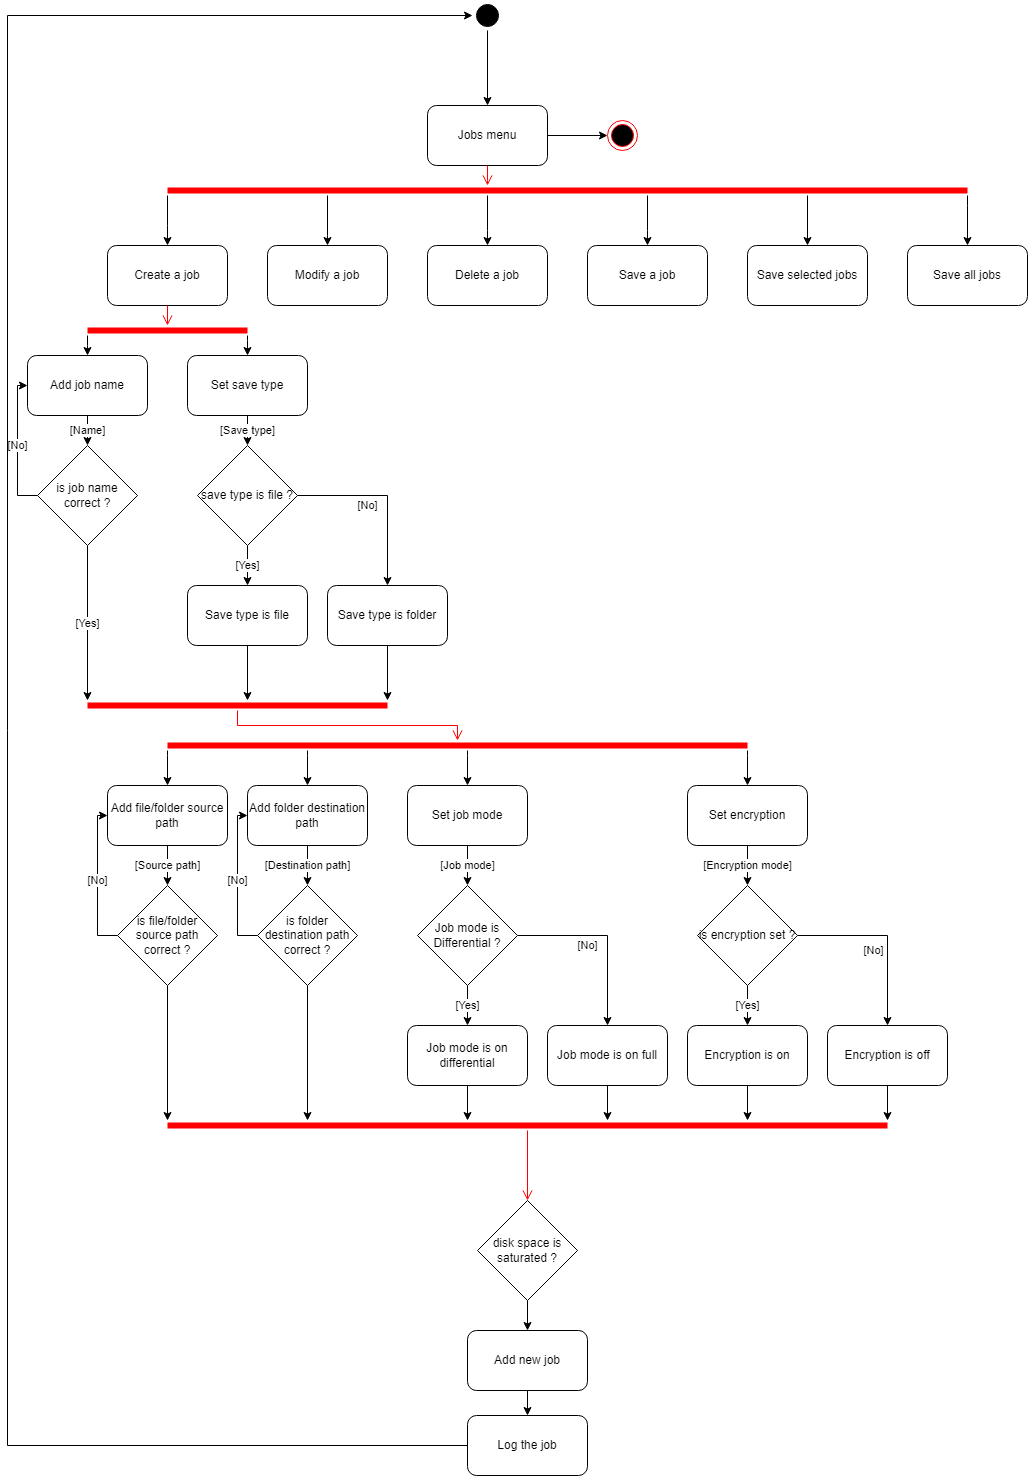 Jobs menu
Create a job
Modify a job
Delete a job
Save a job
Save selected jobs
Save all jobs
Add job name
Set save type
[Name]
[Save type]
[No]
is job name
correct ?
save type is file ?
[No]
[Yes]
Save type is file
Save type is folder
[Yes]
Add file/folder source
path
Add folder destination
path
Set job mode
Set encryption
[Source path]
[Destination path]
[Job mode]
[Encryption mode]
[No]
[No]
is file/folder
source path
correct ?
is folder
destination path
correct ?
Job mode is
Differential ?
[No]
is encryption set ?
[No]
[Yes]
[Yes]
Job mode is on
differential
Job mode is on full
Encryption is on
Encryption is off
disk space is
saturated ?
Add new job
Log the job